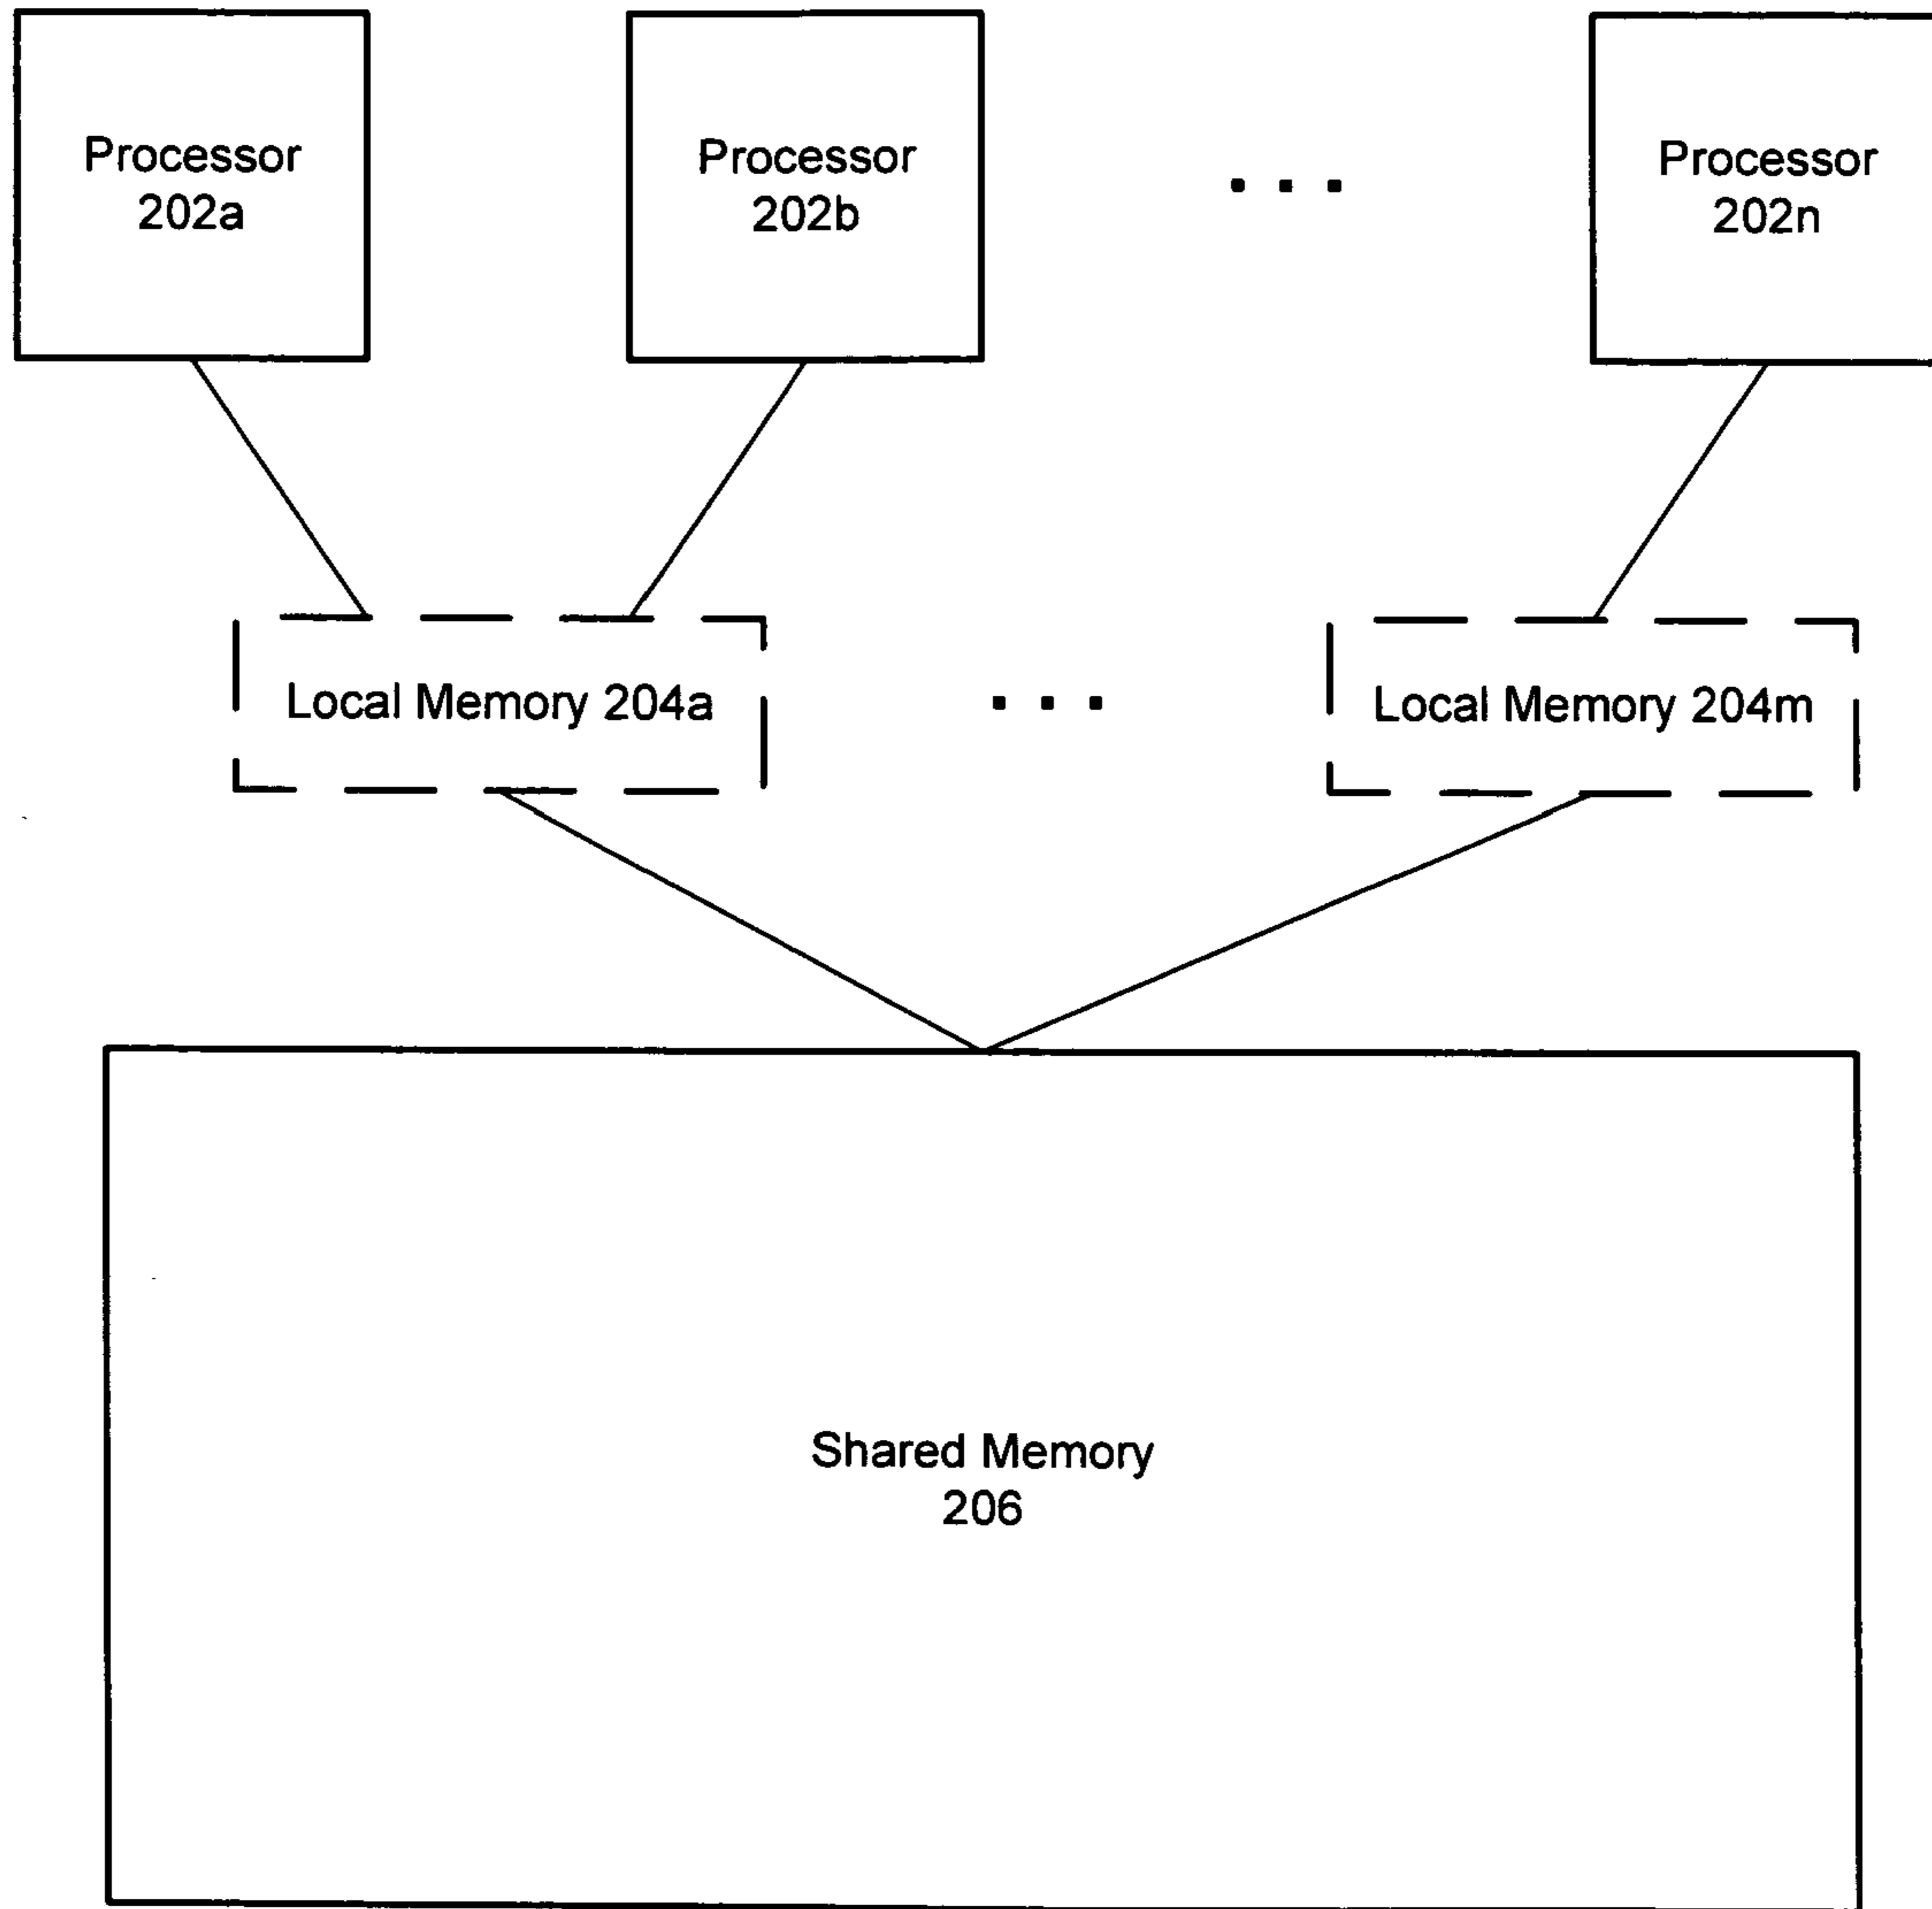 Processor
202a
Processor
202b
. . .
Processor
202n
Local Memory 204a
. . .
Local Memory 204m
Shared Memory
206